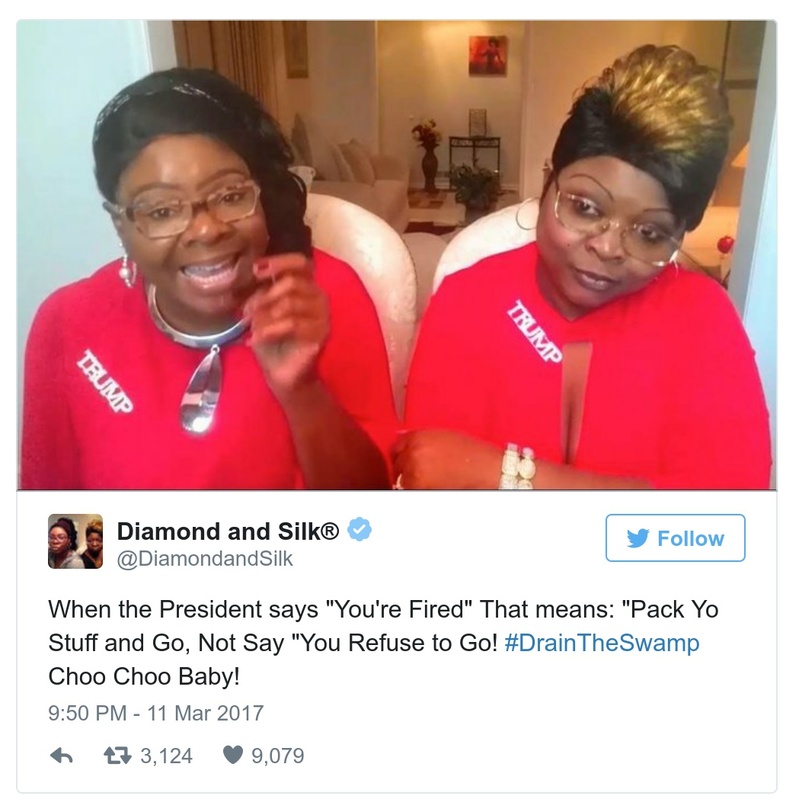 TRUMP
TRUMP
Diamond and Silk®
@DiamondandSilk
Follow
When the President says "You're Fired" That means: "Pack Yo
Stuff and Go, Not Say "You Refuse to Go! #DrainTheSwamp
Choo Choo Baby!
9:50 PM - 11 Mar 2017
3,124 9,079